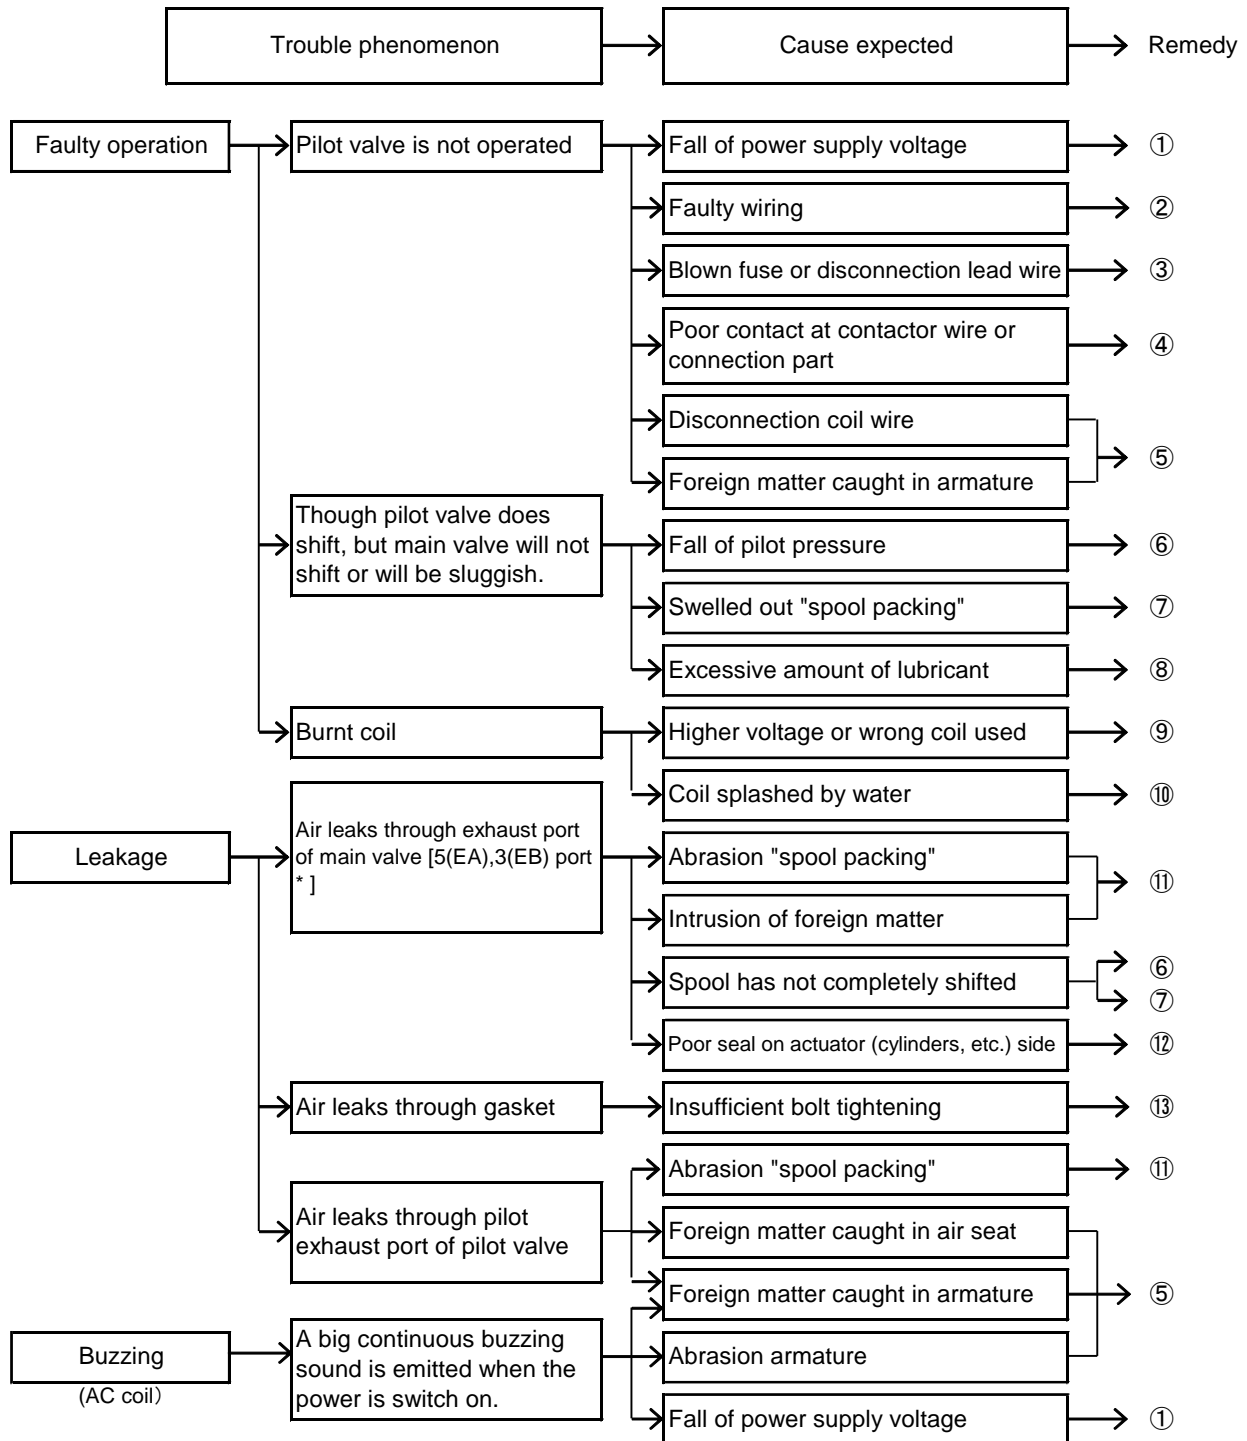 Trouble phenomenon
Cause expected
Remedy
Faulty operation
Pilot valve is not operated
Fall of power supply voltage
①
Faulty wiring
②
Blown fuse or disconnection lead wire
③
Poor contact at contactor wire or
connection part
④
Disconnection coil wire
Foreign matter caught in armature
⑤
Though pilot valve does
shift, but main valve will not
shift or will be sluggish.
Fall of pilot pressure
⑥
Swelled out "spool packing"
⑦
Excessive amount of lubricant
⑧
Burnt coil
Higher voltage or wrong coil used
⑨
Coil splashed by water
⑩
Leakage
Air leaks through exhaust port
of main valve [5(EA),3(EB) port
* ]
Abrasion "spool packing"
Intrusion of foreign matter
⑪
Spool has not completely shifted
⑥
⑦
Poor seal on actuator (cylinders, etc.) side
⑫
Air leaks through gasket
Insufficient bolt tightening
⑬
Air leaks through pilot
exhaust port of pilot valve
Abrasion "spool packing"
⑪
Foreign matter caught in air seat
Foreign matter caught in armature
⑤
Buzzing
(AC coil)
A big continuous buzzing
sound is emitted when the
power is switch on.
Abrasion armature
Fall of power supply voltage
①